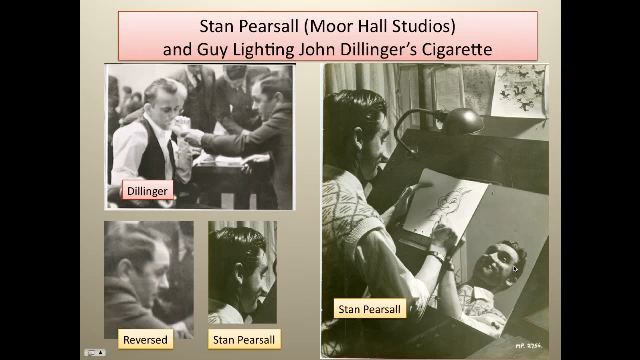 Stan Pearsall (Moor Hall Studios)
and Guy Lighting John Dillinger's Cigarette
Dillinger
Reversed
Stan Pearsall
Stan Pearsall